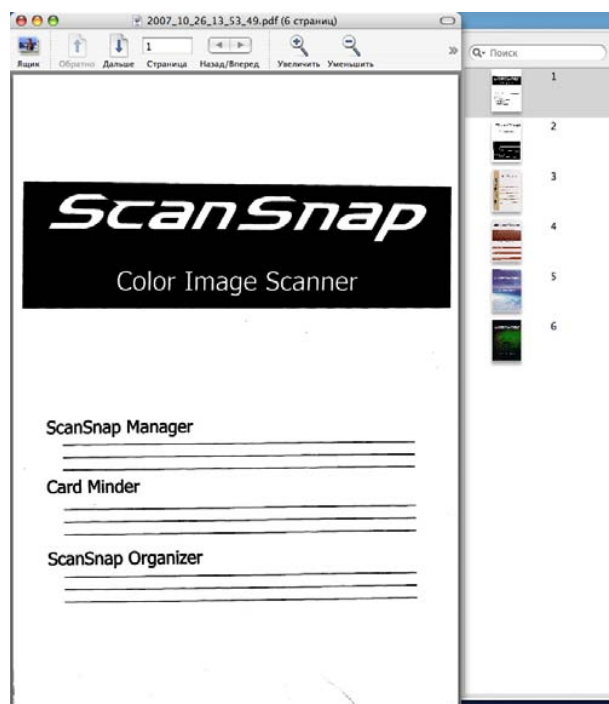 2007_10_26_13_53_49.pdf (6 страниц)
1
Ящик Обратно Дальше Страница Назад/Вперед Увеличить Уменьшить
»
Поиск
1
2
3
4
5
6
ScanSnap
Color Image Scanner
ScanSnap Manager
Card Minder
ScanSnap Organizer